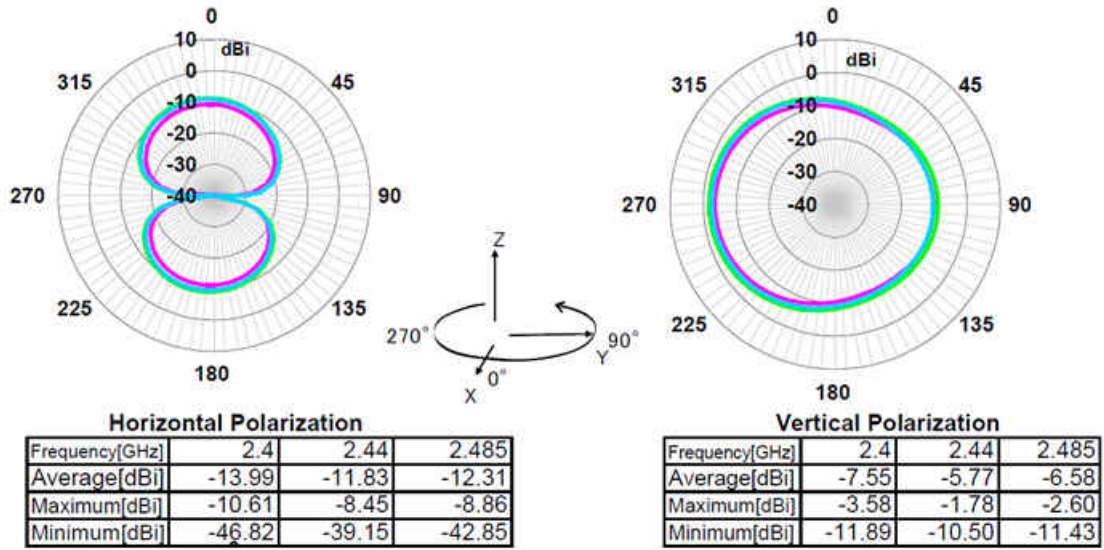 0
10
dBi
315
0
45
-10
-20
-30
270
-40
90
225
135
180
0
10
dBi
315
0
45
-10
-20
-30
270
-40
90
225
135
180
Z
270°
90°
Y
0°
X
Horizontal Polarization
Frequency[GHz] 2.4 2.44 2.485
Average[dBi] -13.99 -11.83 -12.31
Maximum[dBi] -10.61 -8.45 -8.86
Minimum[dBi] -46.82 -39.15 -42.85
Vertical Polarization
Frequency[GHz] 2.4 2.44 2.485
Average[dBi] -7.55 -5.77 -6.58
Maximum[dBi] -3.58 -1.78 -2.60
Minimum[dBi] -11.89 -10.50 -11.43